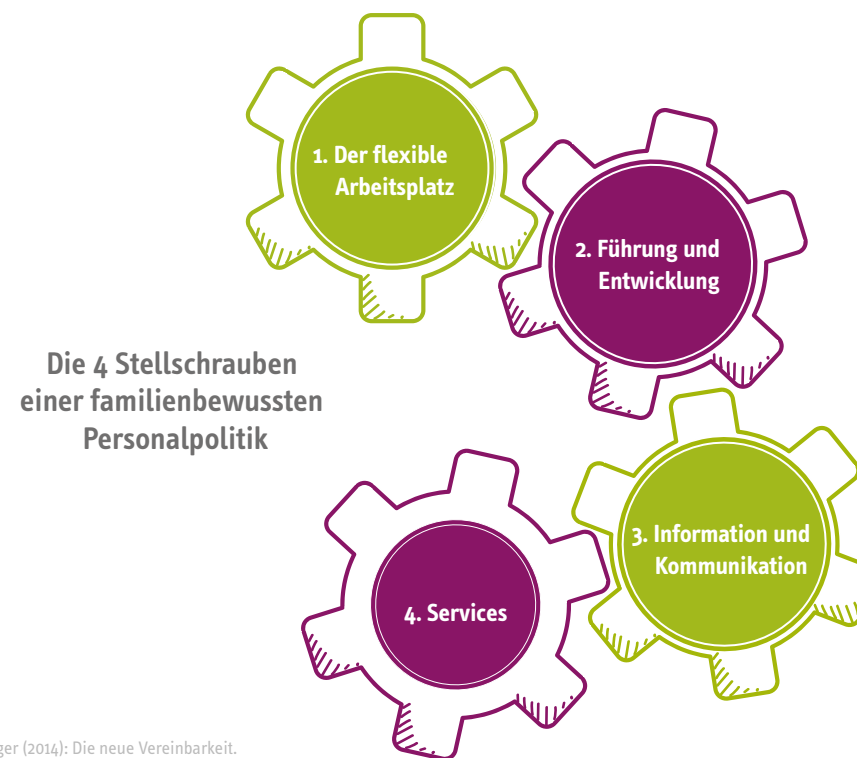 1. Der flexible
Arbeitsplatz
2. Führung und
Entwicklung
Die 4 Stellschrauben
einer familienbewussten
Personalpolitik
3. Information und
Kommunikation
4. Services
(2014): Die neue Vereinbarkeit.